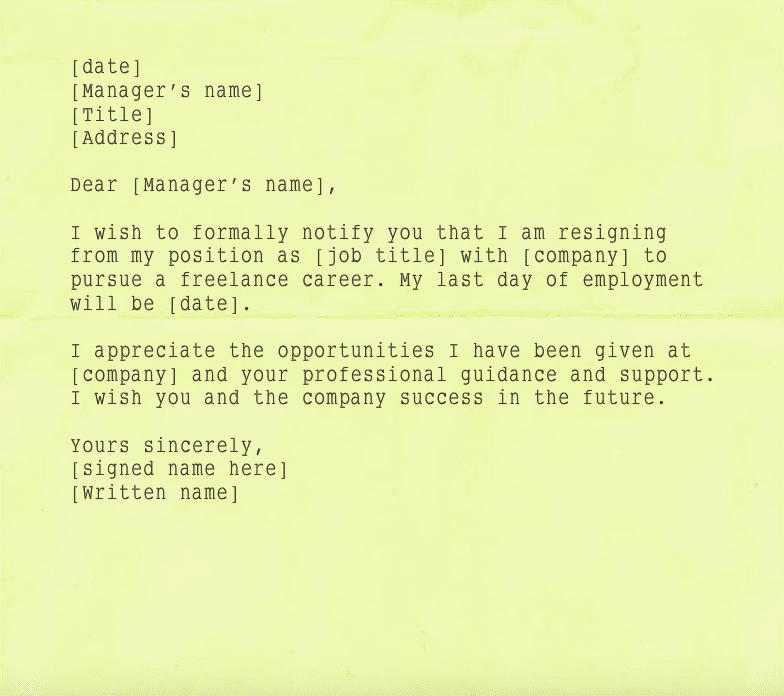 [date]
[Manager’s name]
[Title]
[Address]
Dear [Manager’s name],
I wish to formally notify you that I am resigning
from my position as [job title] with [company] to
pursue a freelance career. My last day of employment
will be [date].
I appreciate the opportunities I have been given at
[company] and your professional guidance and support.
I wish you and the company success in the future.
Yours sincerely,
[signed name here]
[Written name]